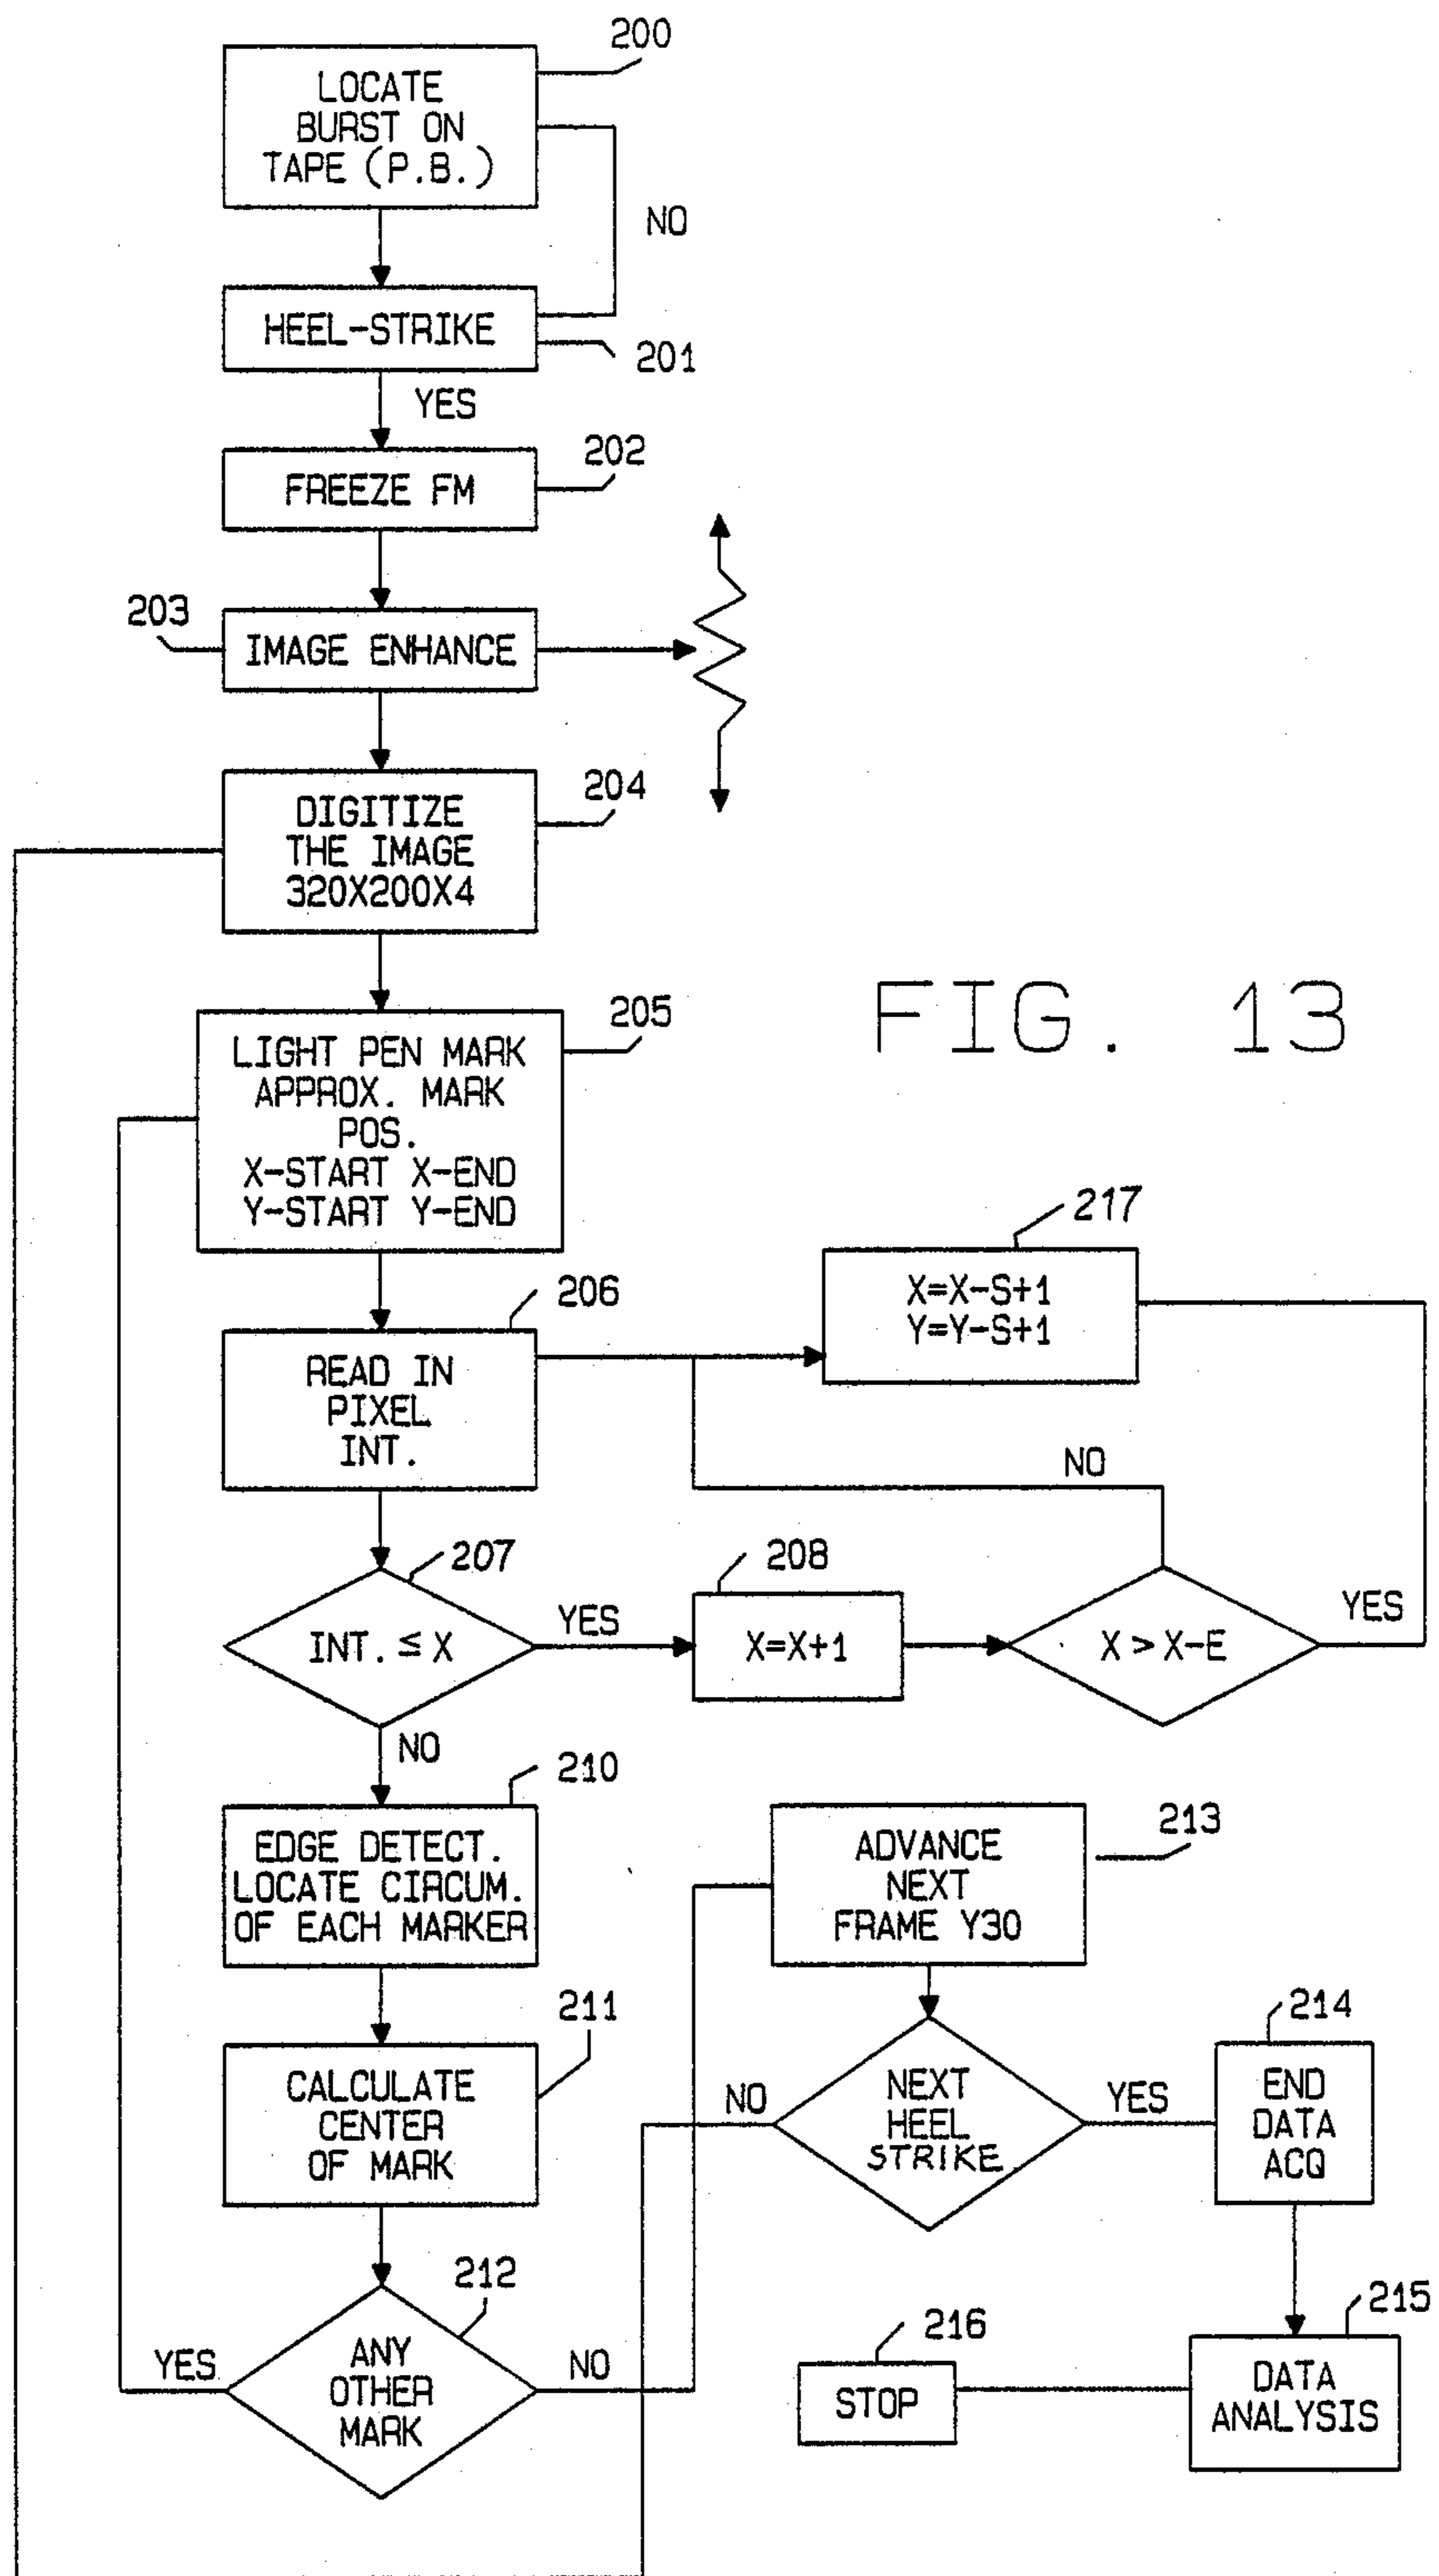 200
LOCATE
BURST ON
TAPE (P.B.)
NO
HEEL-STRIKE
201
YES
202
FREEZE FM
203
IMAGE ENHANCE
204
DIGITIZE
THE IMAGE
320X200X4
FIG. 13
205
LIGHT PEN MARK
APPROX. MARK
POS.
X-START X-END
Y-START Y-END
217
X=X-S+1
Y=Y-S+1
206
READ IN
PIXEL
INT.
NO
207
INT. ≤ X
YES
208
X=X+1
X > X-E
YES
NO
210
EDGE DETECT.
LOCATE CIRCUM.
OF EACH MARKER
213
ADVANCE
NEXT
FRAME Y30
211
CALCULATE
CENTER
OF MARK
NO
NEXT
HEEL
STRIKE
YES
214
END
DATA
ACQ
212
YES
ANY
OTHER
MARK
NO
216
STOP
215
DATA
ANALYSIS